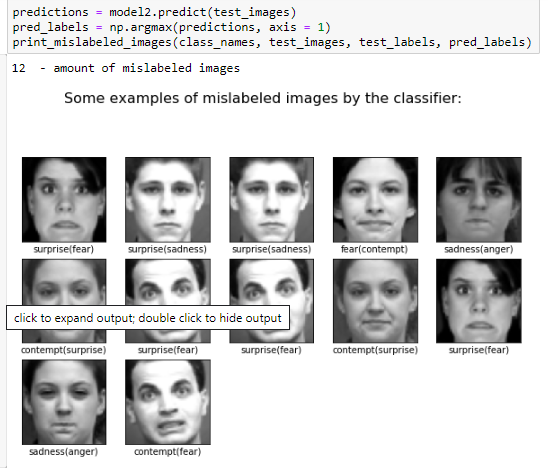 predictions = model2.predict(test_images)
pred_labels = np.argmax(predictions, axis = 1)
print_mislabeled_images(class_names, test_images, test_labels, pred_labels)
12  - amount of mislabeled images
Some examples of mislabeled images by the classifier:
surprise(fear) surprise(sadness) surprise(sadness) fear(contempt) sadness(anger)
click to expand output; double click to hide output
contempt(surprise) surprise(fear) surprise(fear) contempt(surprise) surprise(fear)
sadness(anger) contempt(fear)